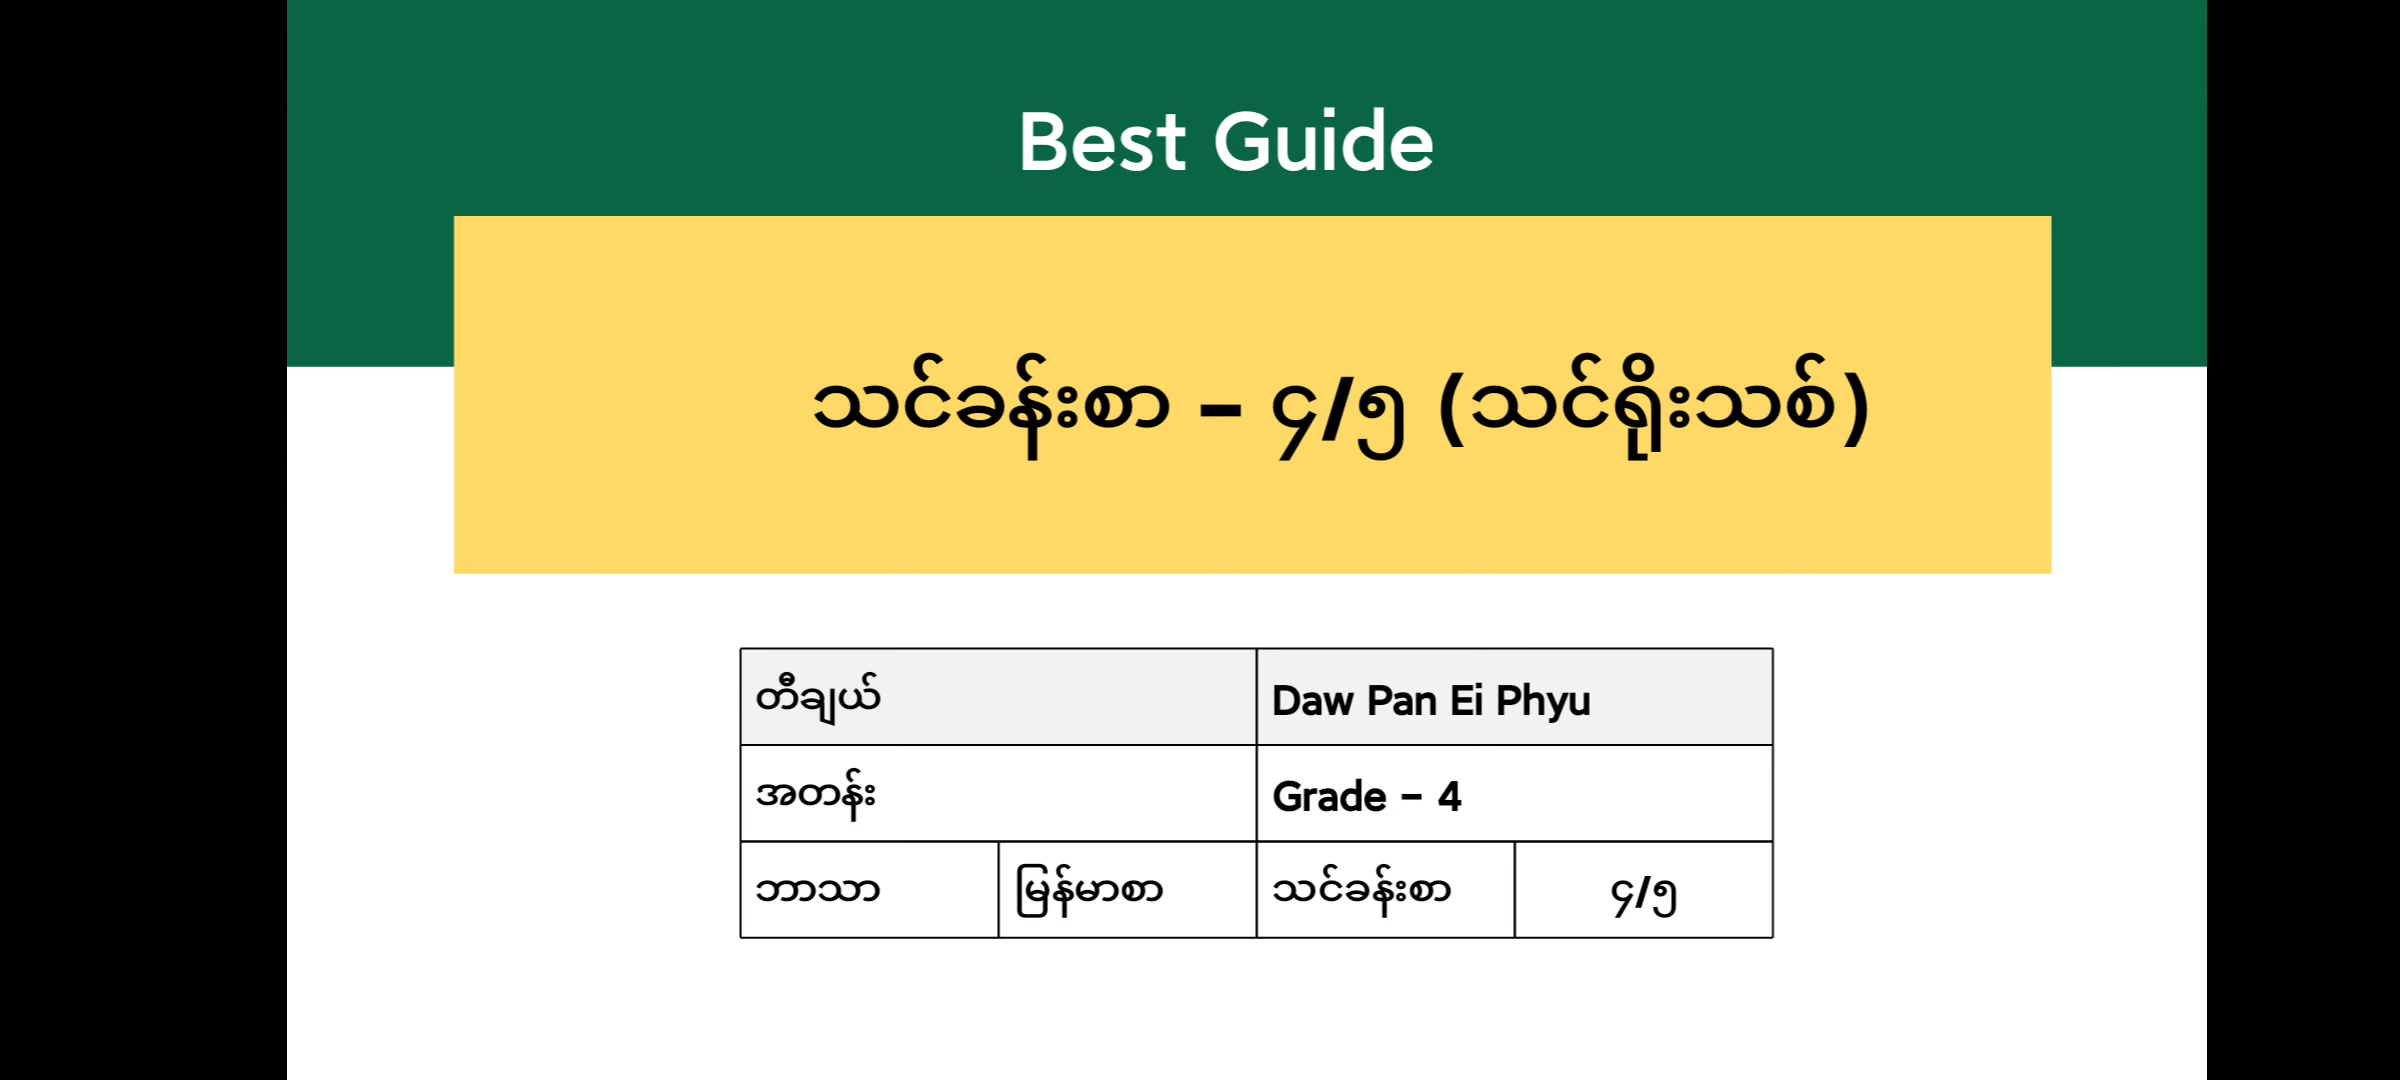 Best Guide
သင်ခန်းစာ - ၄/၅ (သင်ရိုးသစ်)
တီချယ် Daw Pan Ei Phyu
အတန်း Grade - 4
ဘာသာ မြန်မာစာ သင်ခန်းစာ ၄/၅